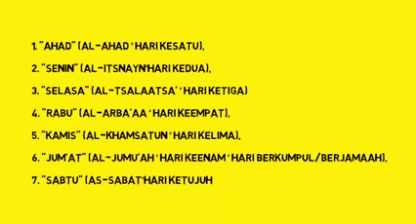 1. "AHAD" (AL-AHAD = HARI KESATU),
2. "SENIN" (AL-ITSNAYN=HARI KEDUA),
3. "SELASA" (AL-TSALAATSA' = HARI KETIGA)
4. "RABU" (AL-ARBA'AA = HARI KEEMPAT),
5. "KAMIS" (AL-KHAMSATUN = HARI KELIMA),
6. "JUM'AT" (AL-JUMU'AH = HARI KEENAM = HARI BERKUMPUL/BERJAMAAH),
7. "SABTU" (AS-SABAT=HARI KETUJUH